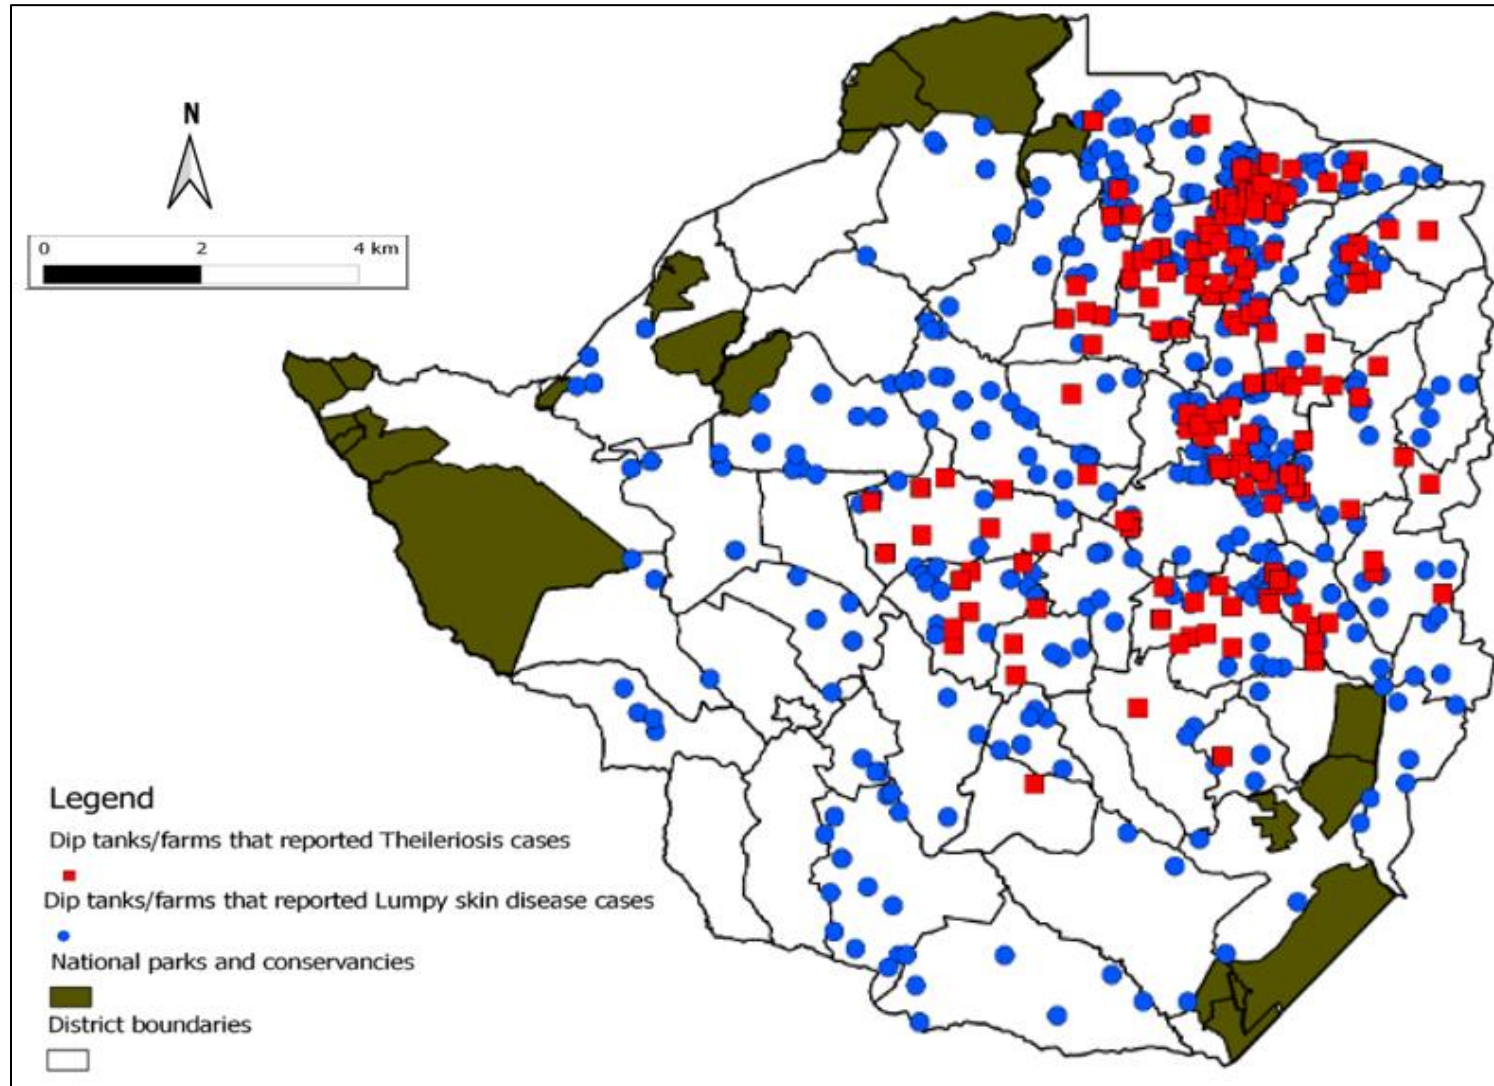 N
0 2 4 km
Legend
Dip tanks/farms that reported Theileriosis cases
Dip tanks/farms that reported Lumpy skin disease cases
National parks and conservancies
District boundaries